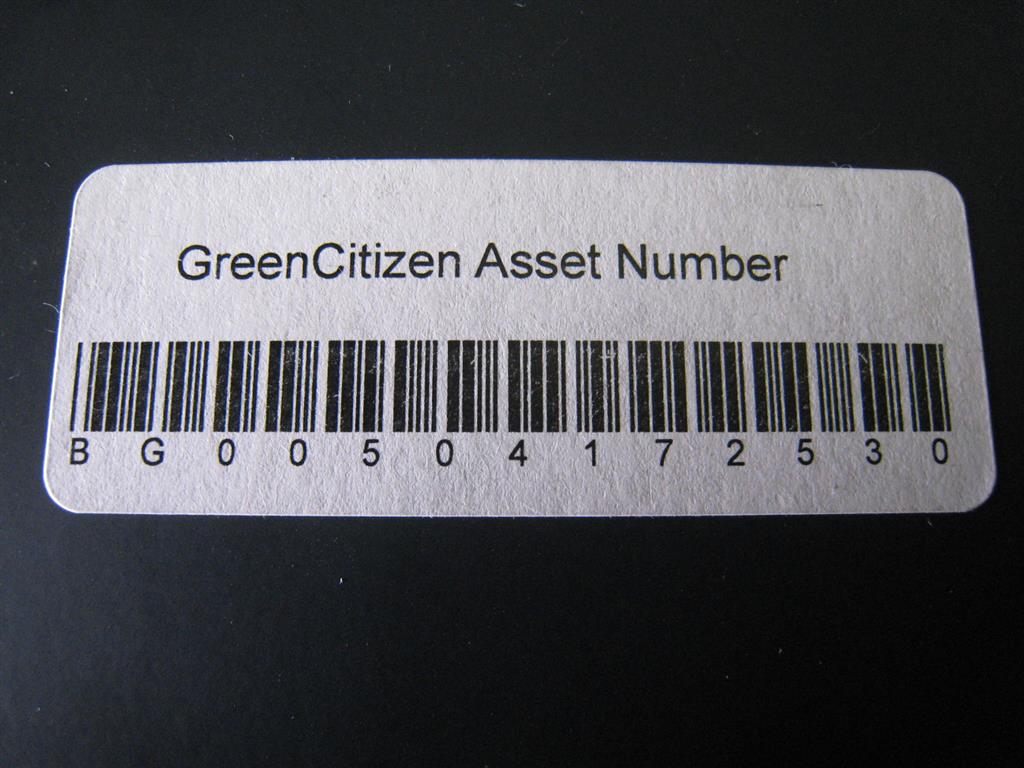 GreenCitizen Asset Number
B G 0 0 5 0 4 1 7 2 5 3 0